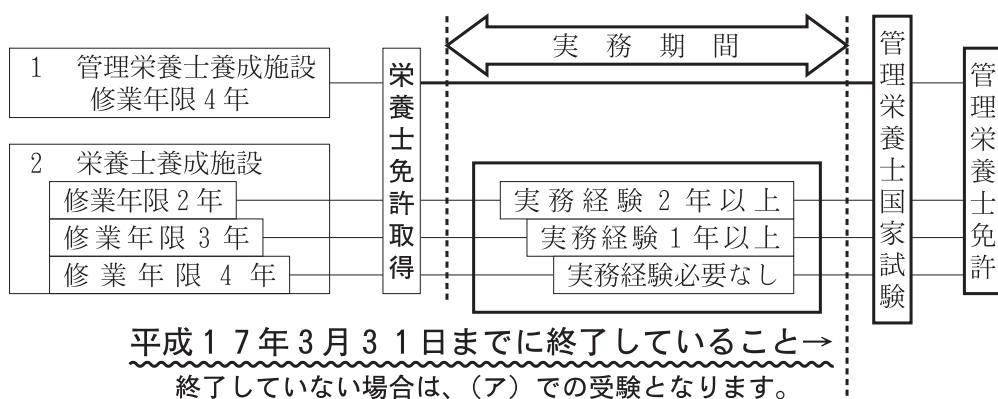 1 管理栄養士養成施設
修業年限4年
2 栄養士養成施設
修業年限2年
修業年限3年
修業年限4年
栄養士免許取得
実務期間
実務経験2年以上
実務経験1年以上
実務経験必要なし
管理栄養士国家試験
管理栄養士免許
平成17年3月31日までに終了していること→
終了していない場合は、（ア）での受験となります。